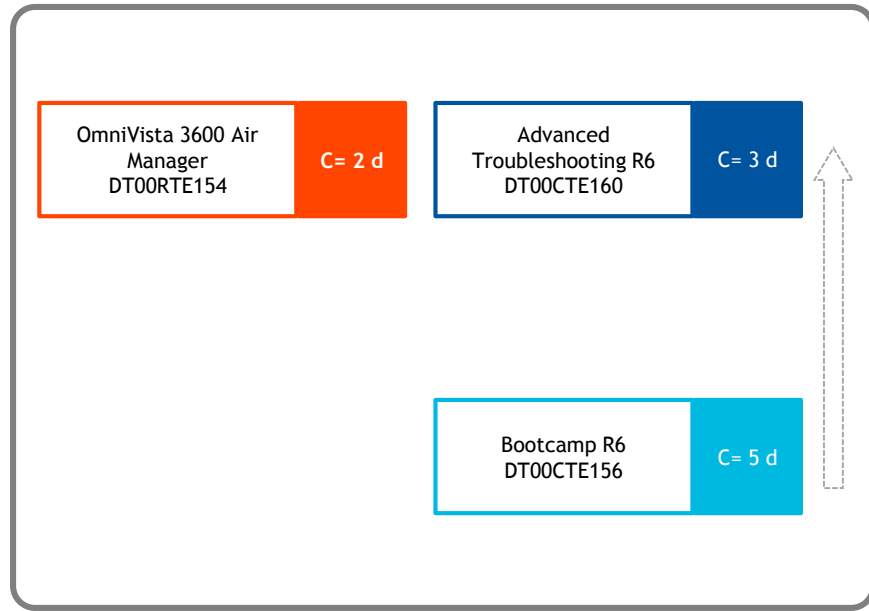 OmniVista 3600 Air
Manager
DT00RTE154
C= 2 d
Advanced
Troubleshooting R6
DT00CTE160
C= 3 d
Bootcamp R6
DT00CTE156
C= 5 d